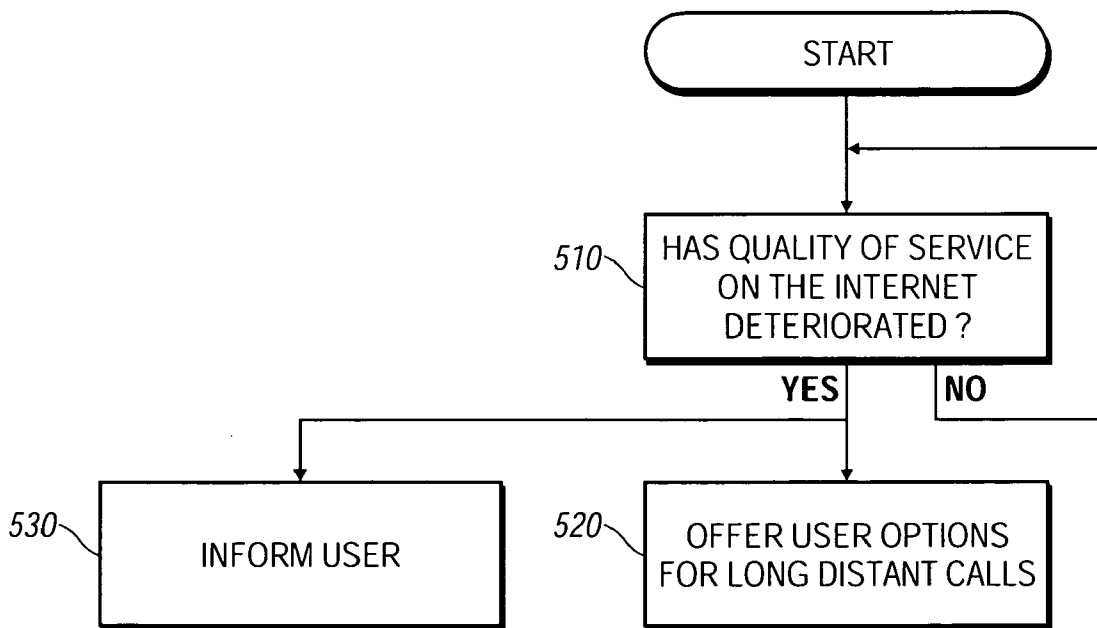 START
510
HAS QUALITY OF SERVICE
ON THE INTERNET
DETERIORATED ?
YES
NO
530
INFORM USER
520
OFFER USER OPTIONS
FOR LONG DISTANT CALLS